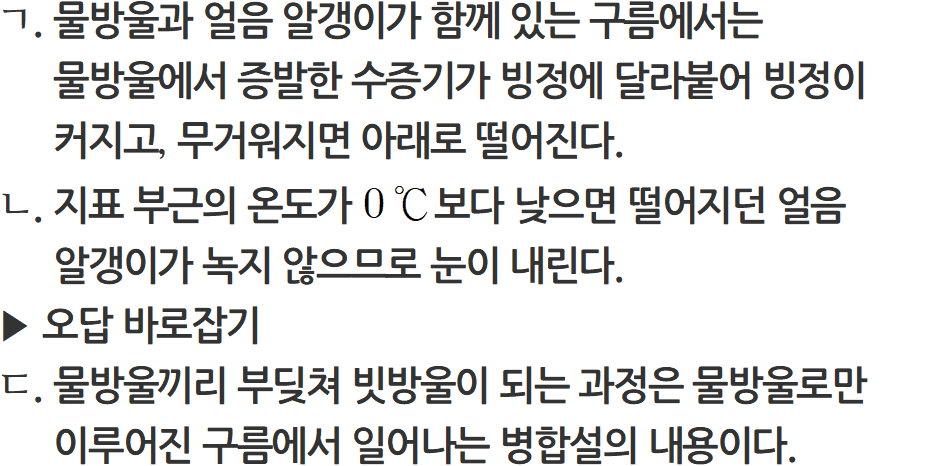 ㄱ. 물방울과 얼음 알갱이가 함께 있는 구름에서는
물방울에서 증발한 수증기가 빙정에 달라붙어 빙정이
커지고, 무거워지면 아래로 떨어진다.
ㄴ. 지표 부근의 온도가 0 ℃보다 낮으면 떨어지던 얼음
알갱이가 녹지 않으므로 눈이 내린다.
▶ 오답 바로잡기
ㄷ. 물방울끼리 부딪쳐 빗방울이 되는 과정은 물방울로만
이루어진 구름에서 일어나는 병합설의 내용이다.